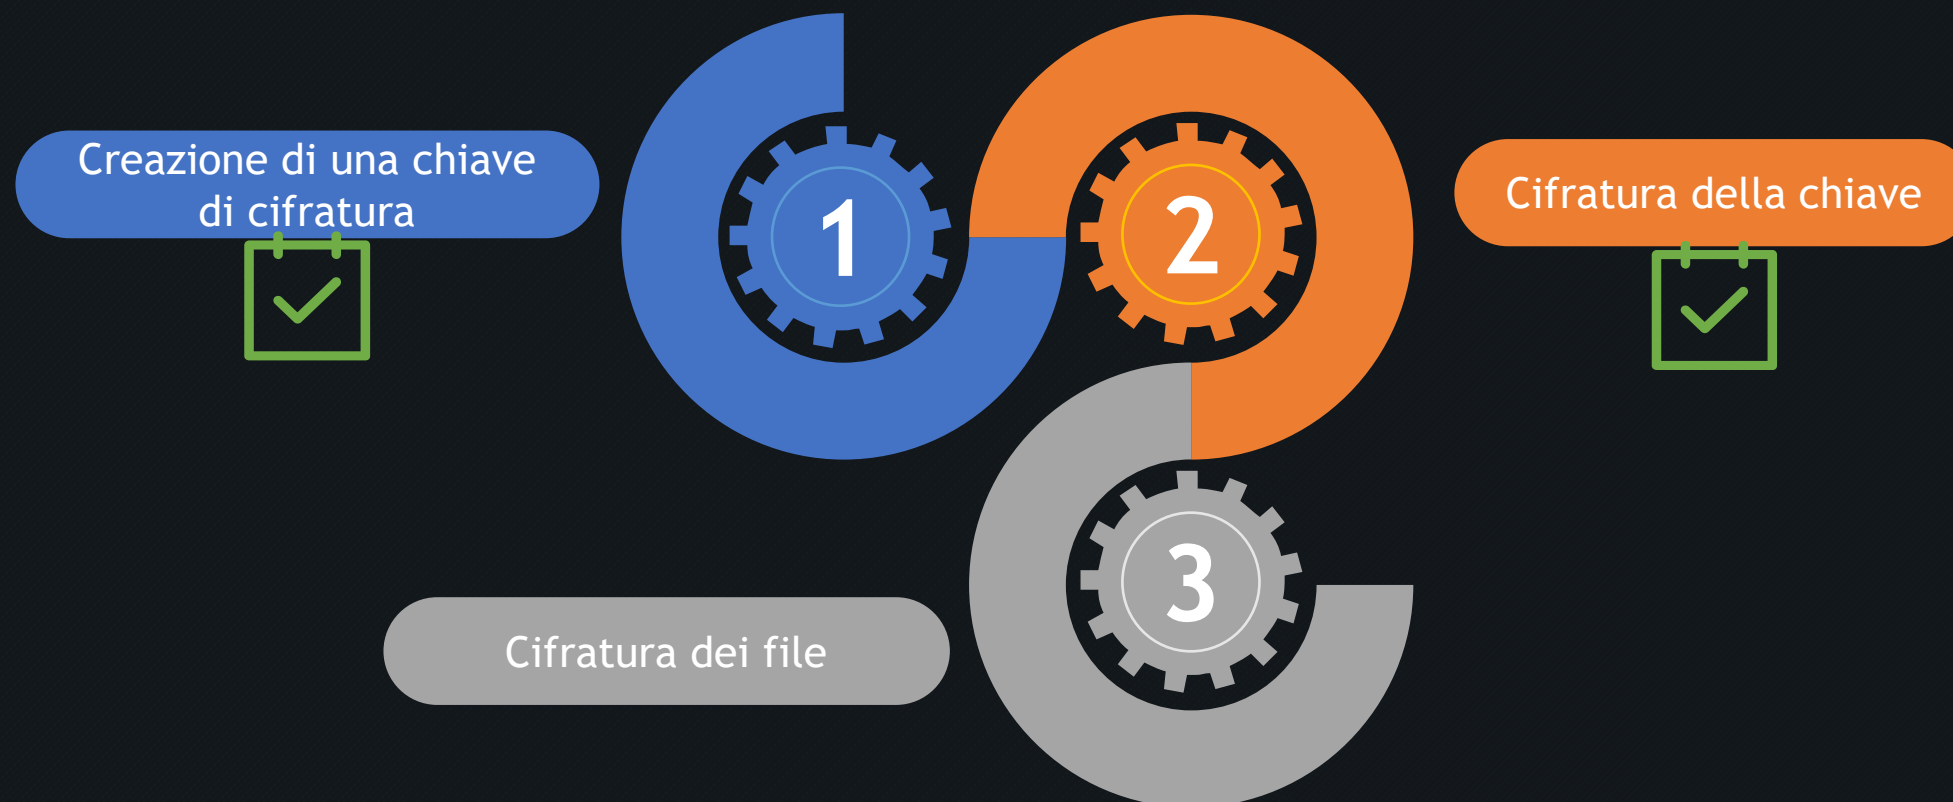 Creazione di una chiave
di cifratura
1
2
Cifratura della chiave
3
Cifratura dei file